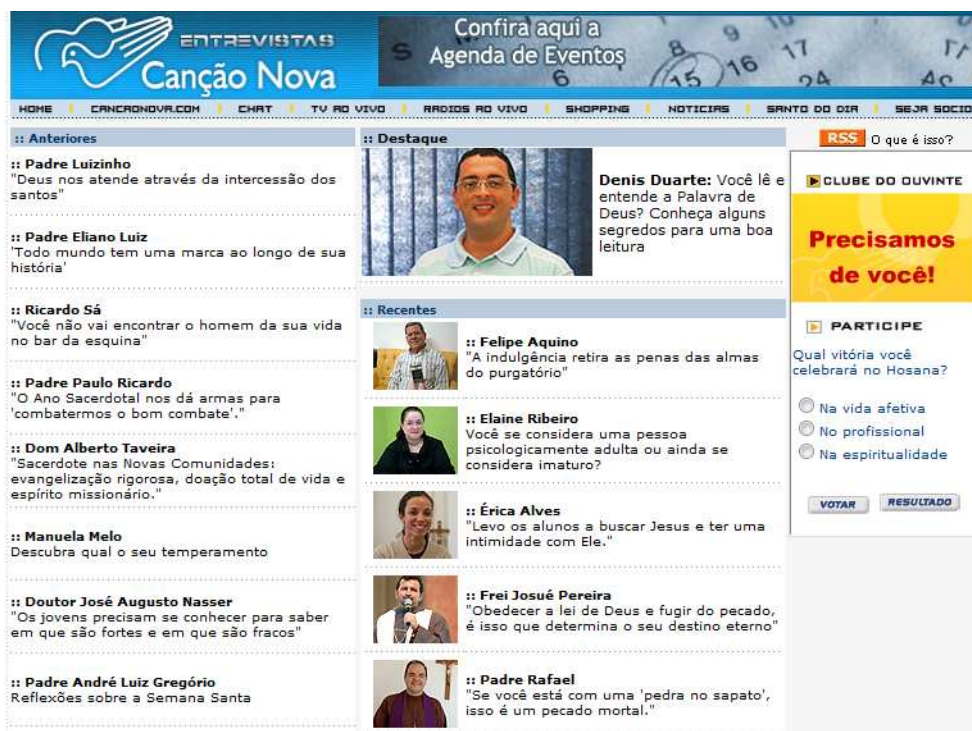 ENTREVISTAS
Canção Nova
Confira aqui a
Agenda de Eventos
S M 6 8 9 10 15 16 17 24
HOME CANCAONOVA.COM CHAT TV AO VIVO RADIOS AO VIVO SHOPPING NOTICIAS SANTO DO DIA SEJA SOCIO
:: Anteriores
:: Padre Luizinho
"Deus nos atende através da intercessão dos
santos"
:: Padre Eliano Luiz
'Todo mundo tem uma marca ao longo de sua
história'
:: Ricardo Sá
"Você não vai encontrar o homem da sua vida
no bar da esquina"
:: Padre Paulo Ricardo
"O Ano Sacerdotal nos dá armas para
'combatermos o bom combate'."
:: Dom Alberto Taveira
"Sacerdote nas Novas Comunidades:
evangelização rigorosa, doação total de vida e
espírito missionário."
:: Manuela Melo
Descubra qual o seu temperamento
:: Doutor José Augusto Nasser
"Os jovens precisam se conhecer para saber
em que são fortes e em que são fracos"
:: Padre André Luiz Gregório
Reflexões sobre a Semana Santa
:: Destaque
Denis Duarte: Você lê e
entende a Palavra de
Deus? Conheça alguns
segredos para uma boa
leitura
:: Recentes
:: Felipe Aquino
"A indulgência retira as penas das almas
do purgatório"
:: Elaine Ribeiro
Você se considera uma pessoa
psicologicamente adulta ou ainda se
considera imaturo?
:: Érica Alves
"Levo os alunos a buscar Jesus e ter uma
intimidade com Ele."
:: Frei Josué Pereira
"Obedecer a lei de Deus e fugir do pecado,
é isso que determina o seu destino eterno"
:: Padre Rafael
"Se você está com uma 'pedra no sapato',
isso é um pecado mortal."
RSS O que é isso?
CLUBE DO OUVINTE
Precisamos
de você!
PARTICIPE
Qual vitória você
celebrará no Hosana?
Na vida afetiva
No profissional
Na espiritualidade
VOTAR RESULTADO